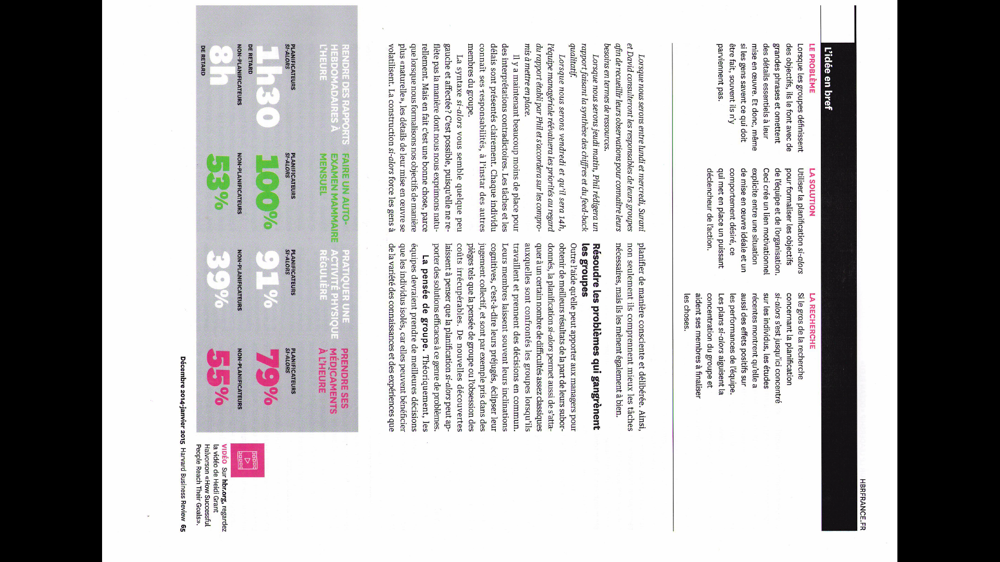 HBRFRANCE.FR
L'idée en bref
LE PROBLÈME
Lorsque les groupes définissent
des objectifs, ils le font avec de
grandes phrases et omettent
des détails essentiels à leur
mise en œuvre. Et donc, même
si les gens savent ce qui doit
être fait, souvent ils n'y
parviennent pas.
LA SOLUTION
Utiliser la planification si-alors
pour formaliser les objectifs
de l'équipe et de l'organisation.
Ceci crée un lien motivationnel
explicite entre une situation
de mise en œuvre idéale et un
comportement désiré, ce
qui met en place un puissant
déclencheur de l'action.
LA RECHERCHE
Si le gros de la recherche
concernant la planification
si-alors s'est jusqu'ici concentré
sur les individus, les études
récentes montrent qu'elle a
aussi des effets positifs sur
les performances de l'équipe.
Les plans si-alors aiguisent la
concentration du groupe et
aident ses membres à finaliser
les choses.
Lorsque nous serons entre lundi et mercredi, Surani
et David consulteront les responsables de leurs groupes
afin de recueillir leurs observations pour connaître leurs
besoins en termes de ressources.
Lorsque nous serons jeudi matin, Phil rédigera un
rapport faisant la synthèse des chiffres et du feed-back
qualitatif.
Lorsque nous serons vendredi et qu'il sera 14h,
l'équipe managériale réévaluera les priorités au regard
du rapport établi par Phil et s'accordera sur les compro-
mis à mettre en place.
Il y a maintenant beaucoup moins de place pour
des interprétations contradictoires. Les tâches et les
délais sont présentés clairement. Chaque individu
connaît ses responsabilités, à l'instar des autres
membres du groupe.
La syntaxe si-alors vous semble quelque peu
gauche et affectée? C'est possible, puisqu'elle ne re-
flète pas la manière dont nous nous exprimons natu-
rellement. Mais en fait c'est une bonne chose, parce
que lorsque nous formalisons nos objectifs de manière
plus «naturelle», les détails de leur mise en œuvre se
volatilisent. La construction si-alors force les gens à
planifier de manière consciente et délibérée. Ainsi,
non seulement ils comprennent mieux les tâches
nécessaires, mais ils les mènent également à bien.
Résoudre les problèmes qui gangrènent
les groupes
Outre l'aide qu'elle peut apporter aux managers pour
obtenir de meilleurs résultats de la part de leurs subor-
donnés, la planification si-alors permet aussi de s'atta-
quer à un certain nombre de difficultés assez classiques
auxquelles sont confrontés les groupes lorsqu'ils
travaillent et prennent des décisions en commun.
Leurs membres laissent souvent leurs inclinations
cognitives, c'est-à-dire leurs préjugés, éclipser leur
jugement collectif, et sont par exemple pris dans des
pièges tels que la pensée de groupe ou l'obsession des
coûts irrécupérables. De nouvelles découvertes
laissent à penser que la planification si-alors peut ap-
porter des solutions efficaces à ce genre de problèmes.
La pensée de groupe. Théoriquement, les
équipes devraient prendre de meilleures décisions
que les individus isolés, car elles peuvent bénéficier
de la variété des connaissances et des expériences que
RENDRE DES RAPPORTS
HEBDOMADAIRES À
L'HEURE
PLANIFICATEURS
SI-ALORS
1h30
DE RETARD
NON-PLANIFICATEURS
8h
DE RETARD
FAIRE UN AUTO-
EXAMEN MAMMAIRE
MENSUEL
PLANIFICATEURS
SI-ALORS
100%
NON-PLANIFICATEURS
53%
PRATIQUER UNE
ACTIVITÉ PHYSIQUE
RÉGULIÈRE
PLANIFICATEURS
SI-ALORS
91%
NON-PLANIFICATEURS
39%
PRENDRE SES
MÉDICAMENTS
À L'HEURE
PLANIFICATEURS
SI-ALORS
79%
NON-PLANIFICATEURS
55%
VIDÉO Sur hbr.org, regardez
la vidéo de Heidi Grant
Halvorson «How Successful
People Reach Their Goals».
Décembre 2014-janvier 2015 Harvard Business Review 65